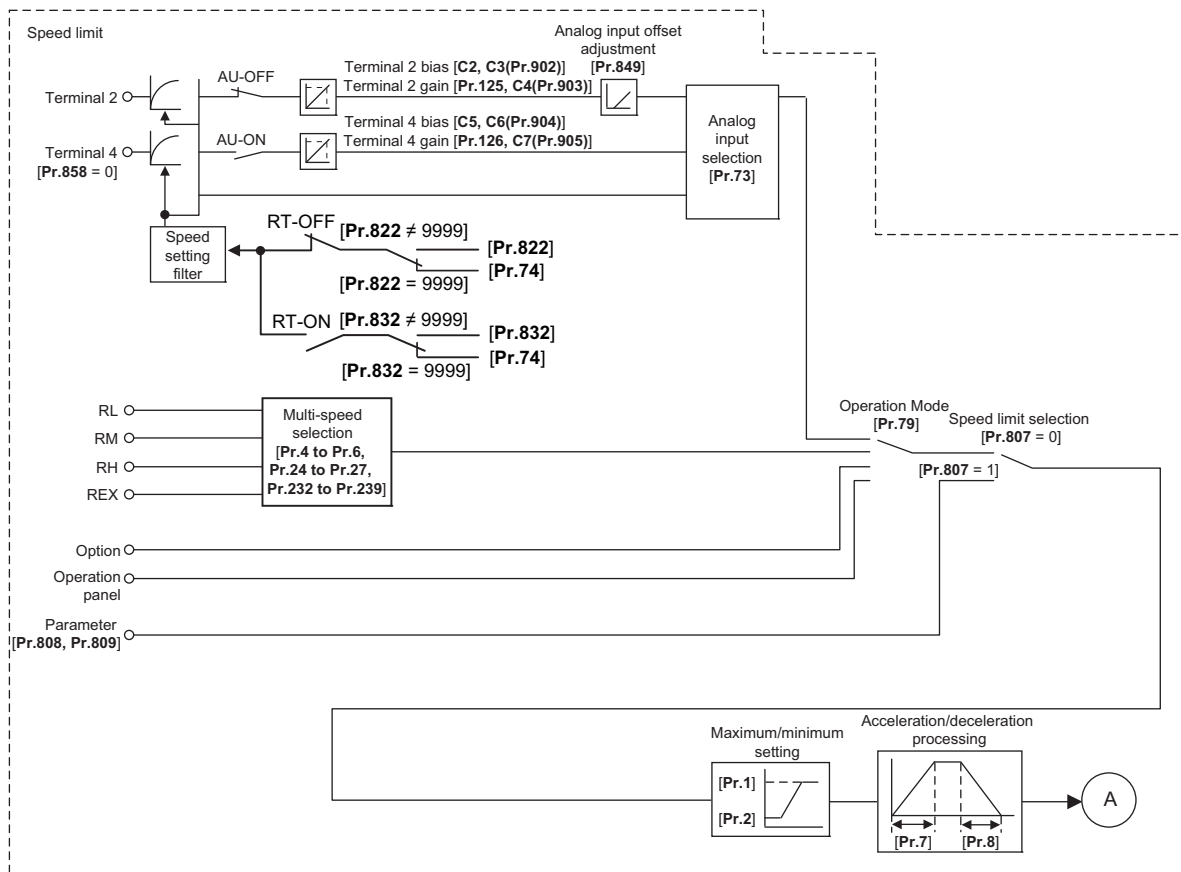 Speed limit
Analog input offset
adjustment
[Pr.849]
Terminal 2
AU-OFF
Terminal 2 bias [C2, C3(Pr.902)]
Terminal 2 gain [Pr.125, C4(Pr.903)]
Terminal 4
[Pr.858 = 0]
AU-ON
Terminal 4 bias [C5, C6(Pr.904)]
Terminal 4 gain [Pr.126, C7(Pr.905)]
Analog
input
selection
[Pr.73]
Speed
setting
filter
RT-OFF
[Pr.822 ≠ 9999]
[Pr.822]
[Pr.74]
[Pr.822 = 9999]
RT-ON
[Pr.832 ≠ 9999]
[Pr.832]
[Pr.74]
[Pr.832 = 9999]
RL
RM
RH
REX
Multi-speed
selection
[Pr.4 to Pr.6,
Pr.24 to Pr.27,
Pr.232 to Pr.239]
Operation Mode
[Pr.79]
Speed limit selection
[Pr.807 = 0]
[Pr.807 = 1]
Option
Operation
panel
Parameter
[Pr.808, Pr.809]
Maximum/minimum
setting
[Pr.1]
[Pr.2]
Acceleration/deceleration
processing
[Pr.7]
[Pr.8]
A